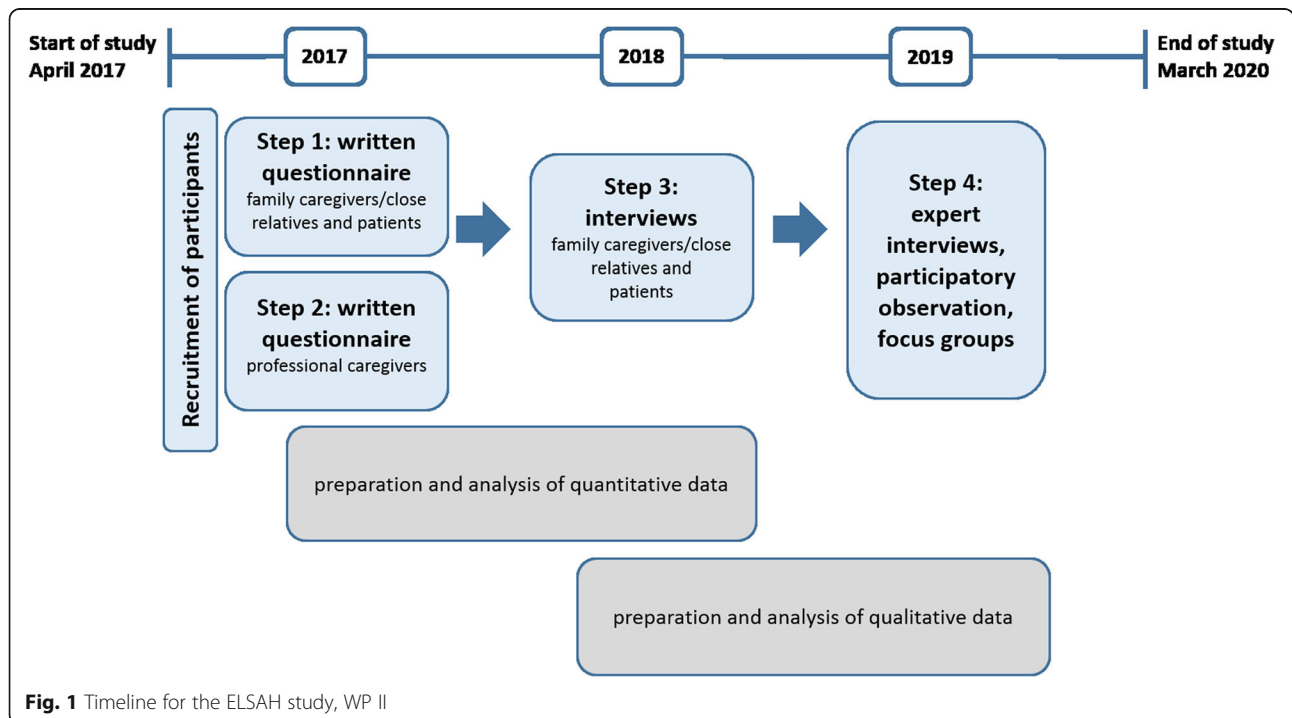 Start of study
April 2017
2017
2018
2019
End of study
March 2020
Recruitment of participants
Step 1: written
questionnaire
family caregivers/close
relatives and patients
Step 2: written
questionnaire
professional caregivers
Step 3:
interviews
family caregivers/close
relatives and
patients
Step 4:
expert
interviews,
participatory
observation,
focus groups
preparation and analysis of quantitative data
preparation and analysis of qualitative data
Fig. 1 Timeline for the ELSAH study, WP II